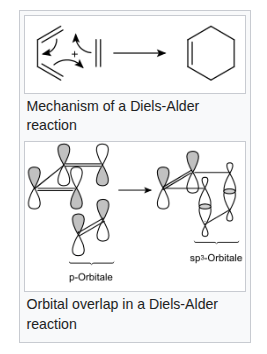 +
Mechanism of a Diels-Alder
reaction
p-Orbitale
sp³-Orbitale
Orbital overlap in a Diels-Alder
reaction